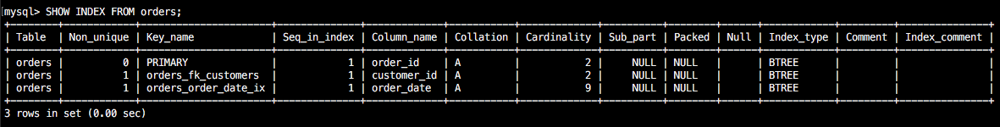 mysql> SHOW INDEX FROM orders;
+--------+------------+----------------------+--------------+-------------+-----------+-------------+----------+--------+------+------------+---------+---------------+
| Table  | Non_unique | Key_name             | Seq_in_index | Column_name | Collation | Cardinality | Sub_part | Packed | Null | Index_type | Comment | Index_comment |
+--------+------------+----------------------+--------------+-------------+-----------+-------------+----------+--------+------+------------+---------+---------------+
| orders |          0 | PRIMARY              |            1 | order_id    | A         |           2 |     NULL | NULL   |      | BTREE      |         |               |
| orders |          1 | orders_fk_customers  |            1 | customer_id | A         |           2 |     NULL | NULL   |      | BTREE      |         |               |
| orders |          1 | orders_order_date_ix |            1 | order_date  | A         |           9 |     NULL | NULL   |      | BTREE      |         |               |
+--------+------------+----------------------+--------------+-------------+-----------+-------------+----------+--------+------+------------+---------+---------------+
3 rows in set (0.00 sec)